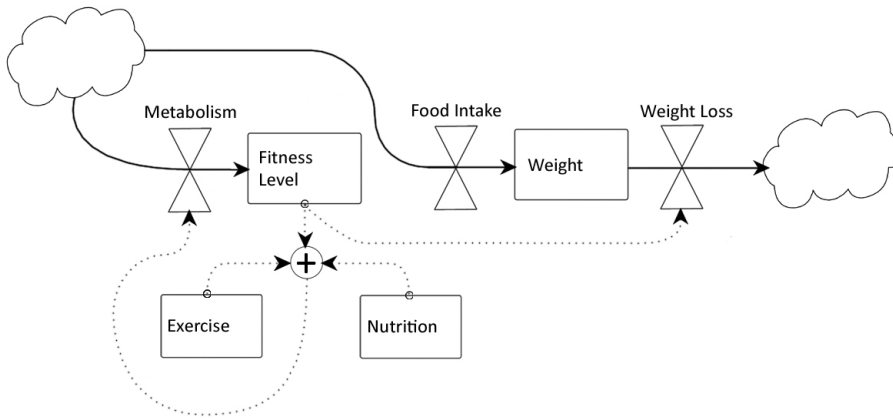 Metabolism
Food Intake
Weight Loss
Fitness
Level
Weight
+
Exercise
Nutrition